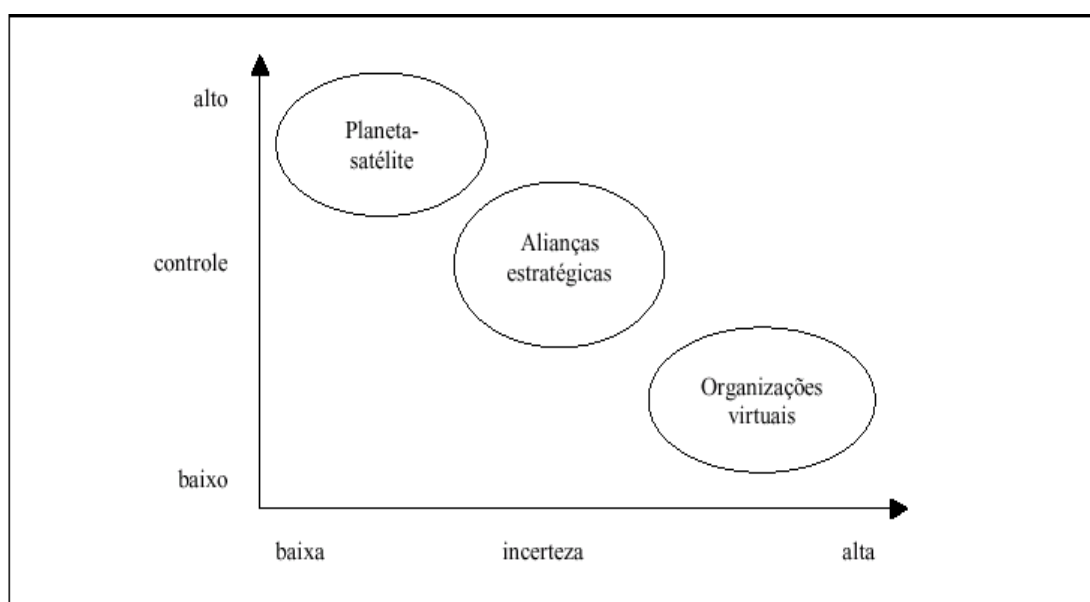 alto
Planeta-
satélite
controle
Alianças
estratégicas
Organizações
virtuais
baixo
baixa
incerteza
alta